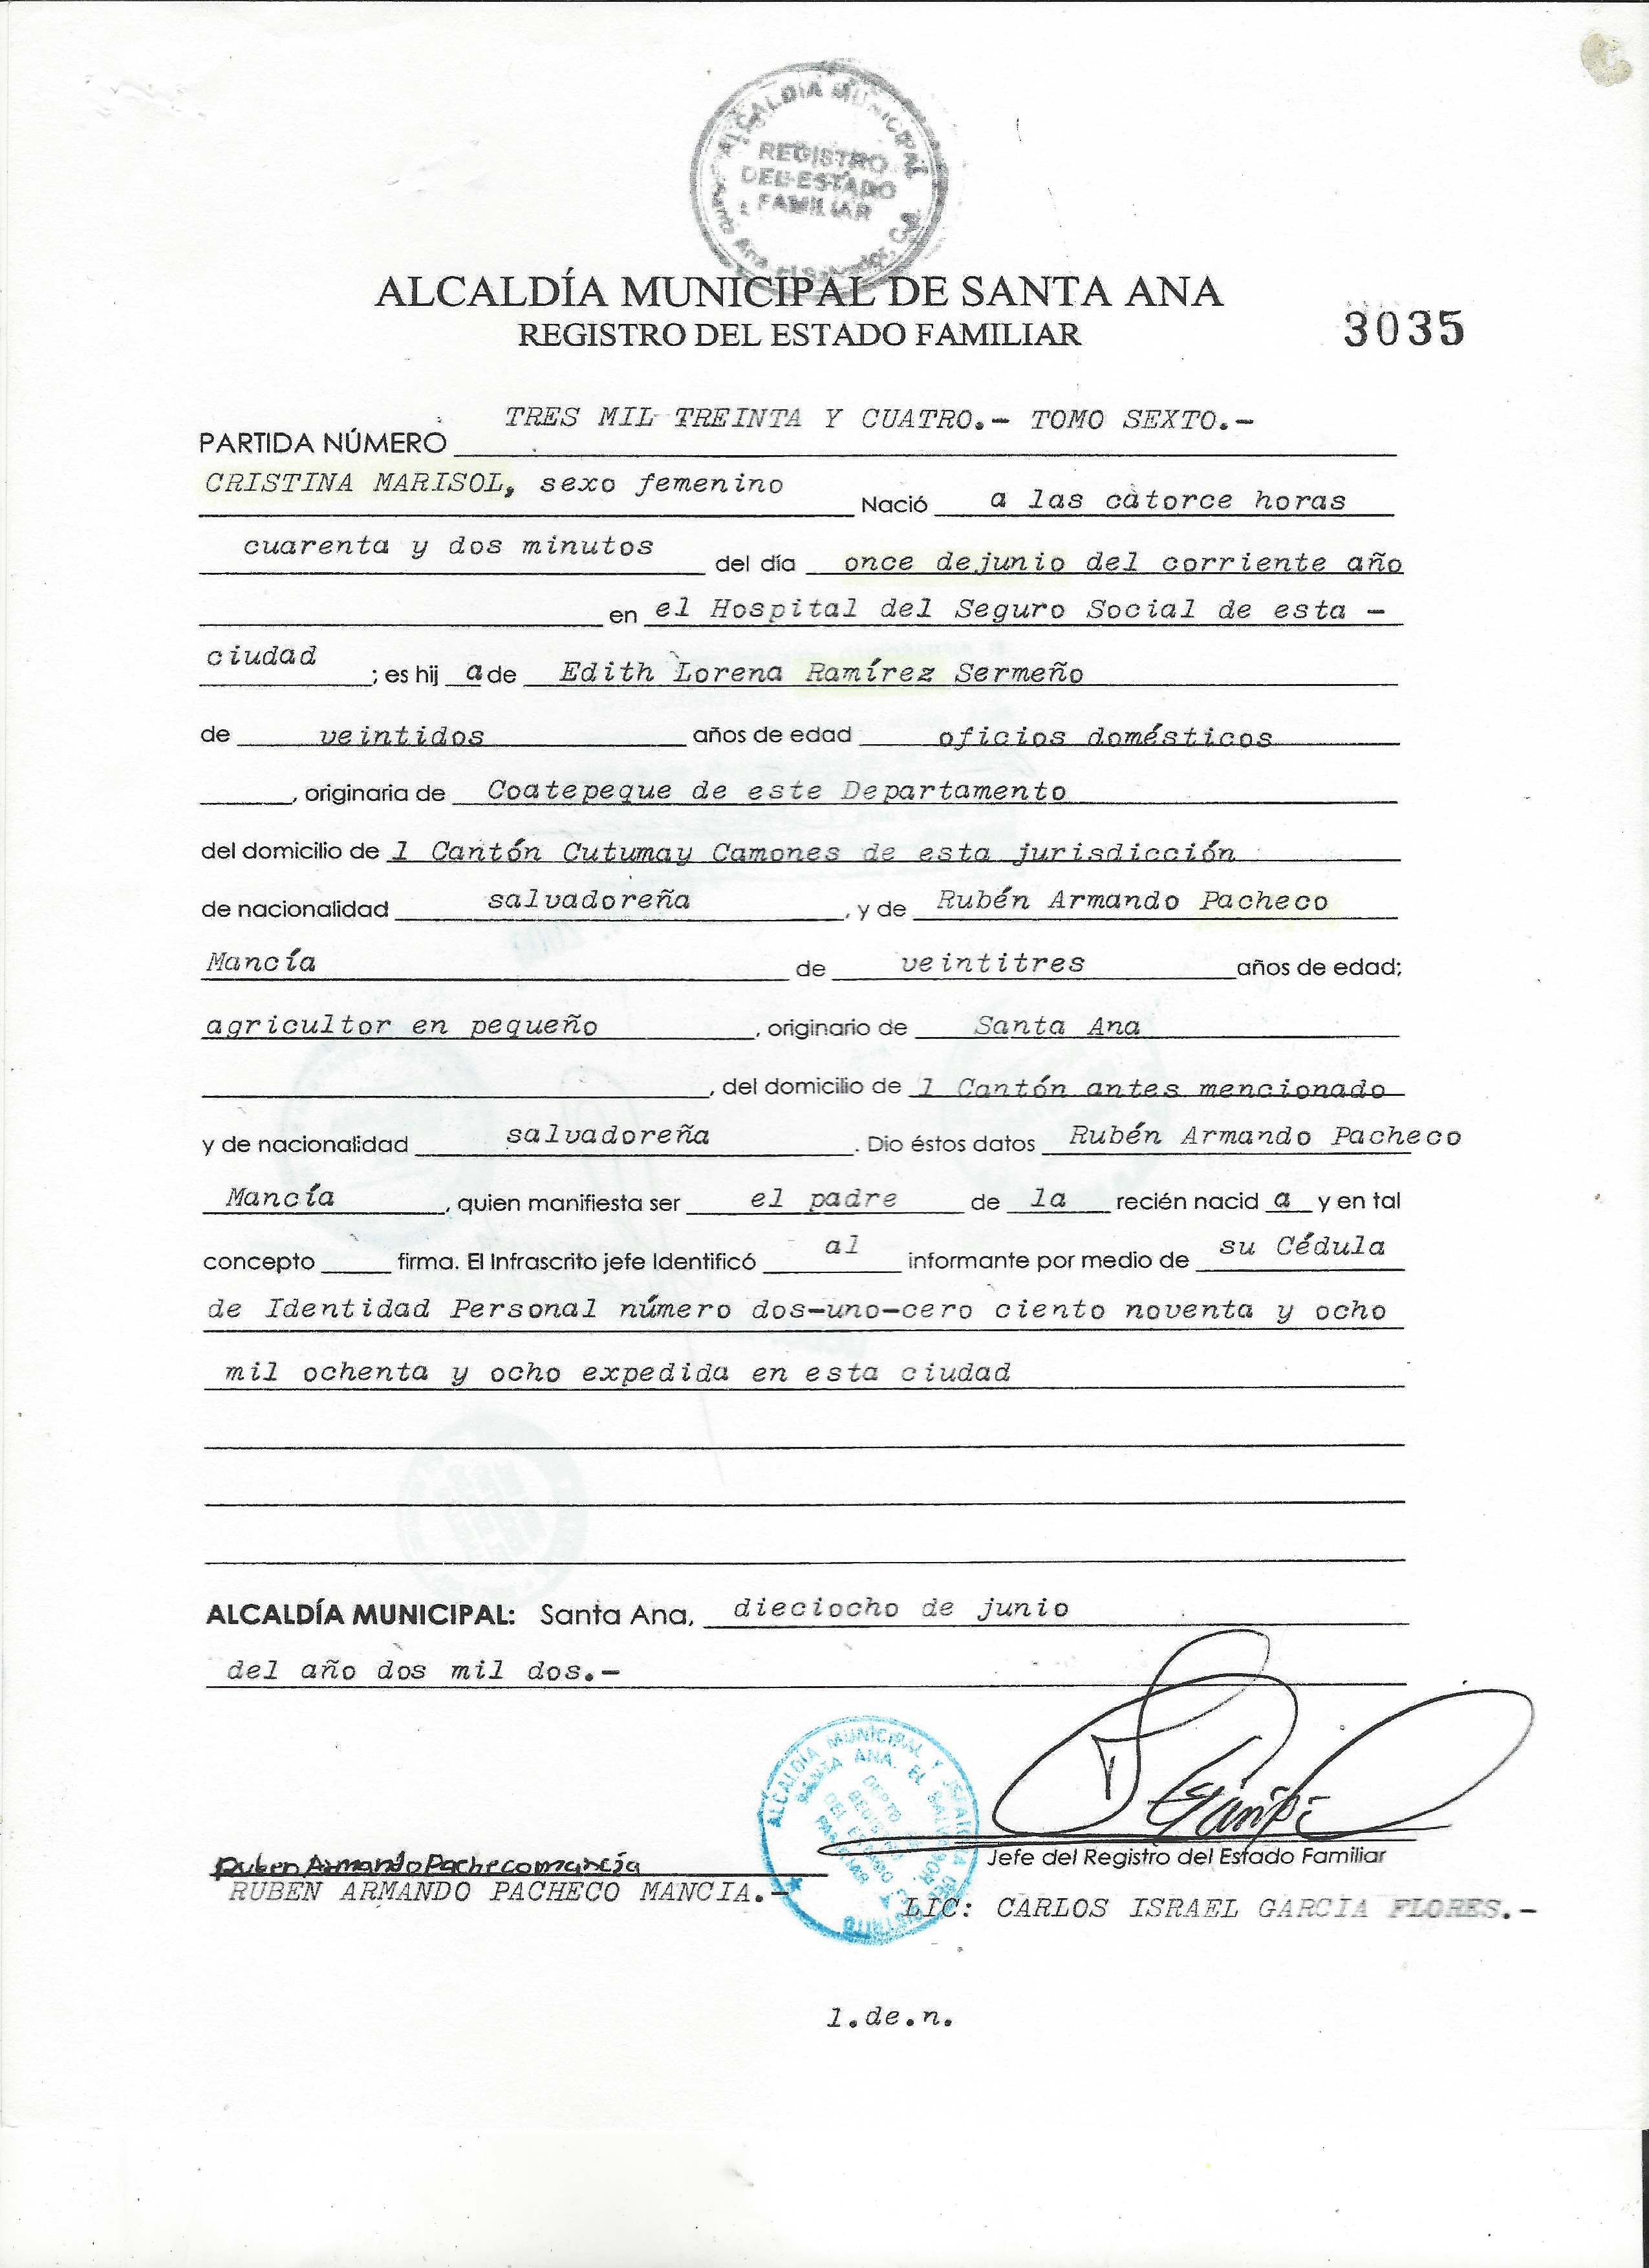 ALCALDÍA MUNICIPAL
REGISTRO
DEL ESTADO
FAMILIAR
Santa Ana, El Salvador, C.A.
ALCALDÍA MUNICIPAL DE SANTA ANA
REGISTRO DEL ESTADO FAMILIAR
3035
TRES MIL TREINTA Y CUATRO.- TOMO SEXTO.-
PARTIDA NÚMERO
CRISTINA MARISOL, sexo femenino Nació a las catorce horas
cuarenta y dos minutos del día once de junio del corriente año
en el Hospital del Seguro Social de esta -
ciudad ; es hij a de Edith Lorena Ramírez Sermeño
de veintidos años de edad oficios domésticos
, originaria de Coatepeque de este Departamento
del domicilio de l Cantón Cutumay Camones de esta jurisdicción
de nacionalidad salvadoreña , y de Rubén Armando Pacheco
Mancía de veintitres años de edad;
agricultor en pequeño , originario de Santa Ana
, del domicilio de l Cantón antes mencionado
y de nacionalidad salvadoreña . Dio éstos datos Rubén Armando Pacheco
Mancía , quien manifiesta ser el padre de la recién nacid a y en tal
concepto firma. El Infrascrito jefe Identificó al informante por medio de su Cédula
de Identidad Personal número dos-uno-cero ciento noventa y ocho
mil ochenta y ocho expedida en esta ciudad
ALCALDÍA MUNICIPAL: Santa Ana, dieciocho de junio
del año dos mil dos.-
ALCALDÍA MUNICIPAL Y
SANTA ANA. EL SALVADOR. C.A.
DEPTO
REGISTRO
DEL ESTADO
FAMILIAR
Ruben Armando Pacheco mancía
RUBEN ARMANDO PACHECO MANCIA.-
Jefe del Registro del Estado Familiar
LIC: CARLOS ISRAEL GARCIA FLORES.-
l.de.n.